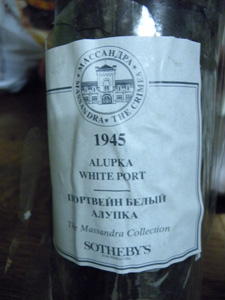 МАССАНДРА
MASSANDRA • THE CRIMEA
1945
ALUPKA
WHITE PORT
ПОРТВЕЙН БЕЛЫЙ
АЛУПКА
The Massandra Collection
SOTHEBY'S